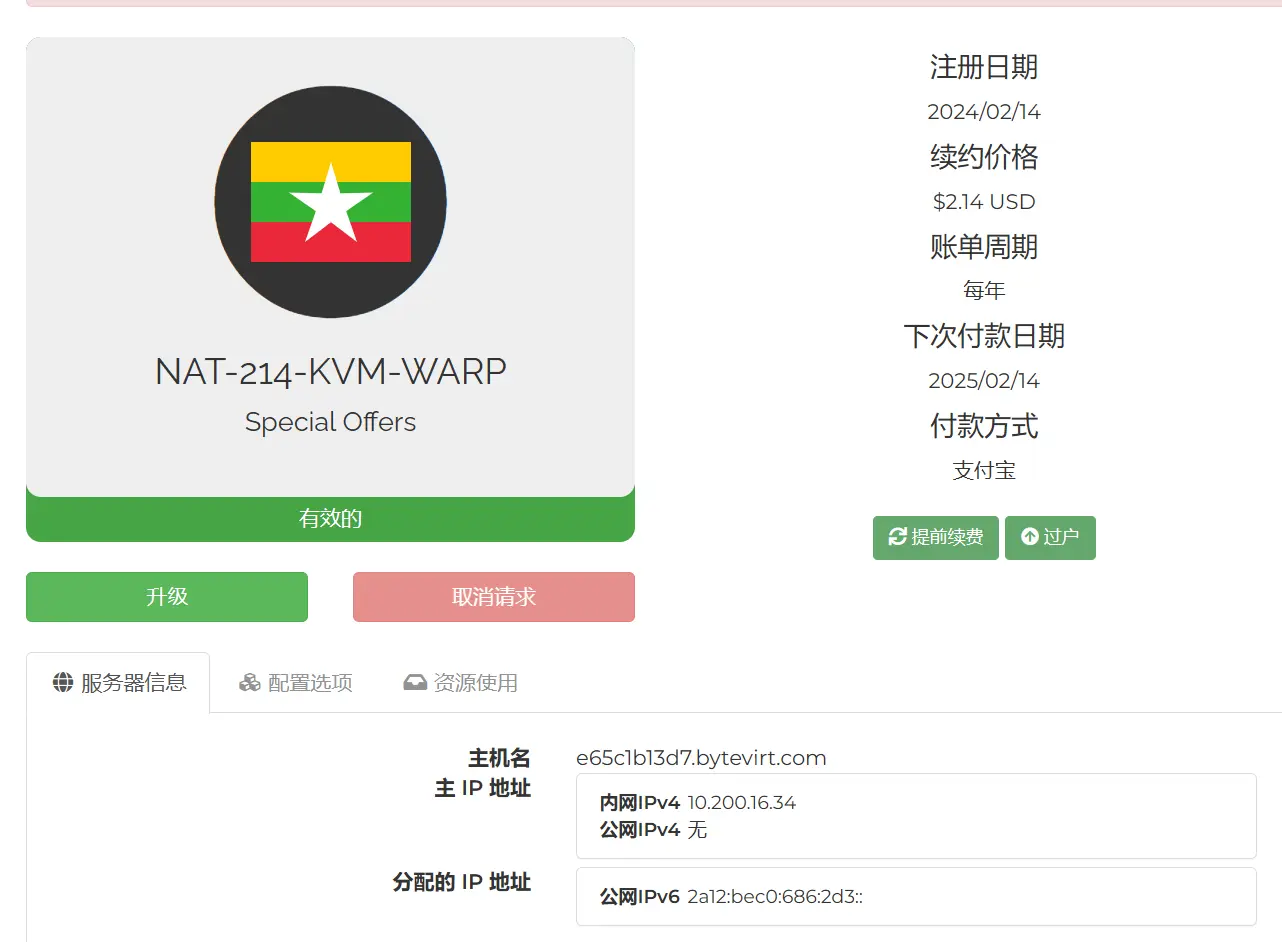 NAT-214-KVM-WARP
Special Offers
有效的
升级
取消请求
注册日期
2024/02/14
续约价格
$2.14 USD
账单周期
每年
下次付款日期
2025/02/14
付款方式
支付宝
提前续费
过户
服务器信息
配置选项
资源使用
主机名 e65c1b13d7.bytevirt.com
主 IP 地址
内网IPv4 10.200.16.34
公网IPv4 无
分配的 IP 地址
公网IPv6 2a12:bec0:686:2d3::